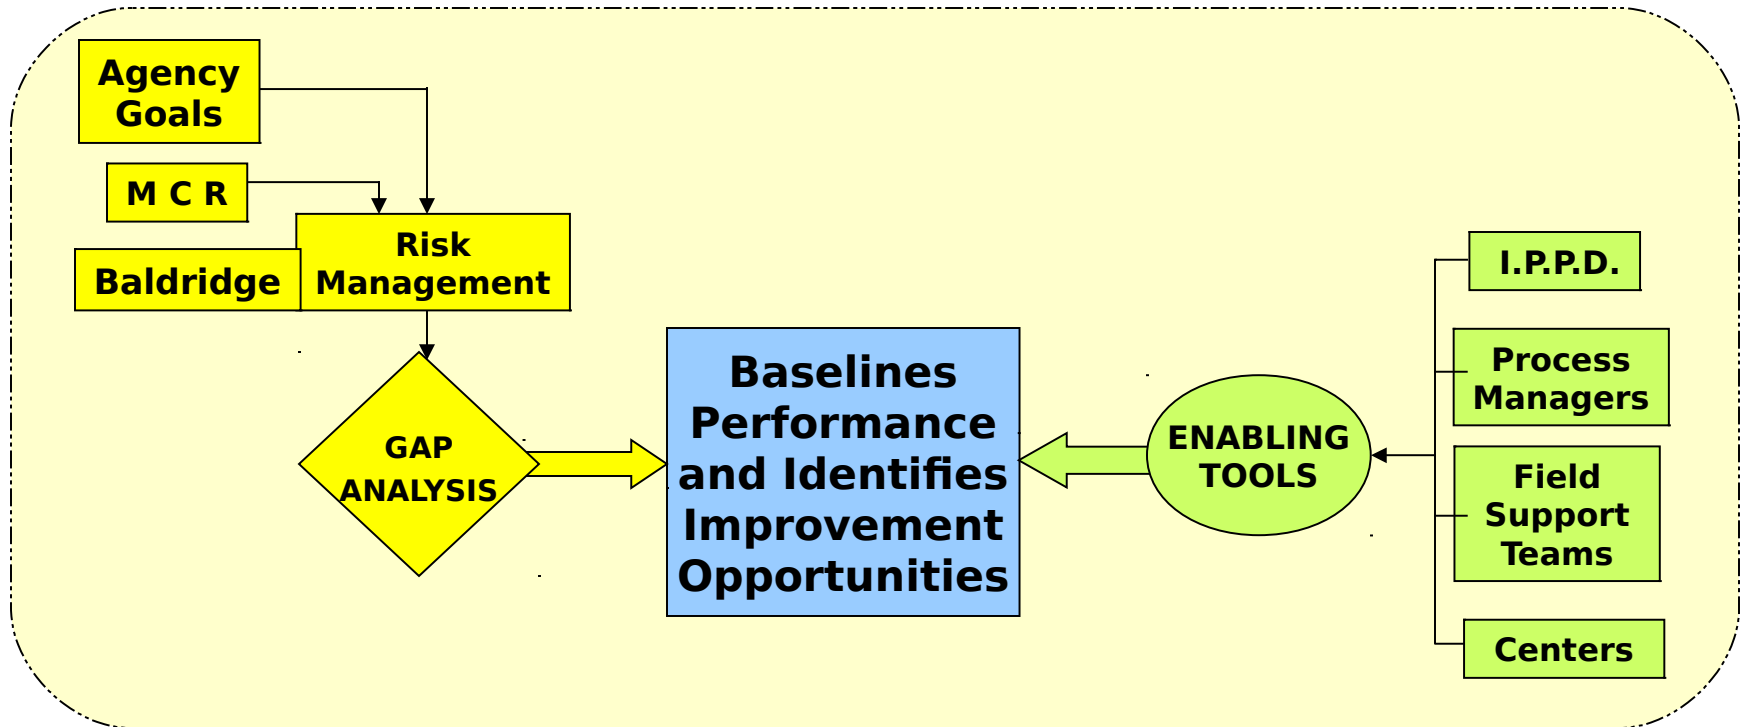 Agency
Goals
M C R
Risk
Management
Baldridge
GAP
ANALYSIS
Baselines
Performance
and Identifies
Improvement
Opportunities
ENABLING
TOOLS
I.P.P.D.
Process
Managers
Field
Support
Teams
Centers